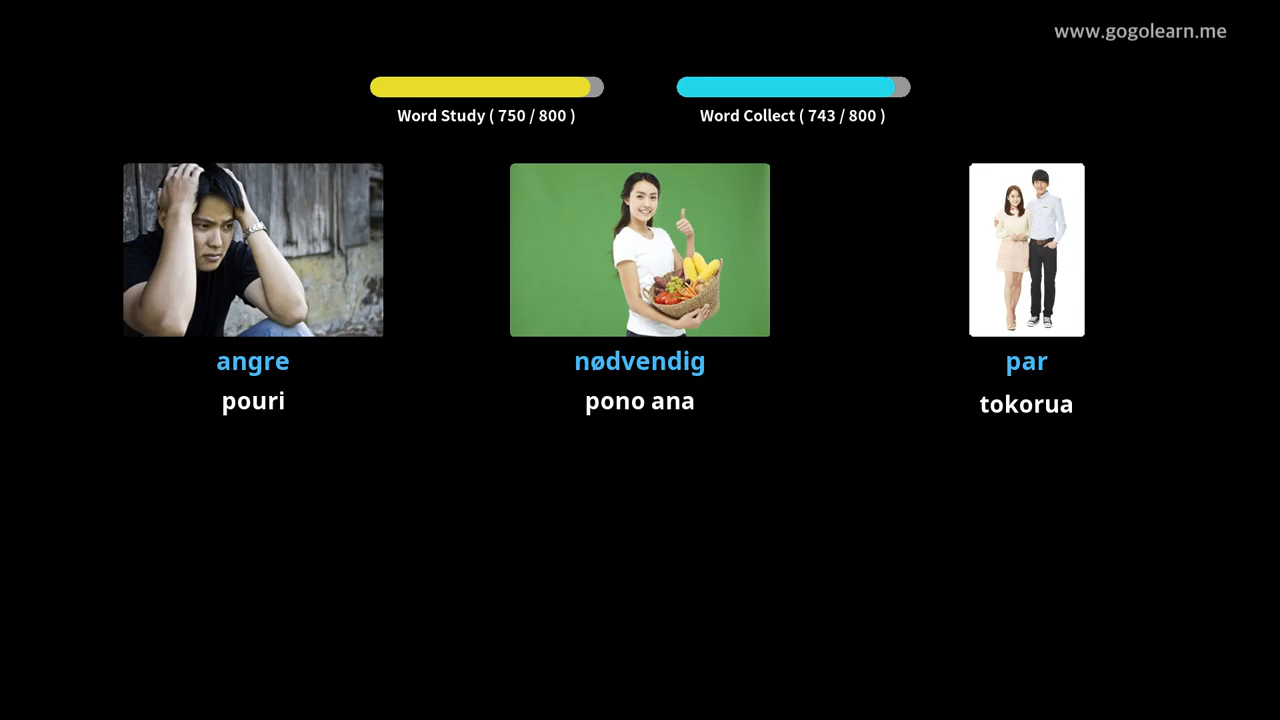 www.gogolearn.me
Word Study ( 750 / 800 )
Word Collect ( 743 / 800 )
angre
nødvendig
par
pouri
pono ana
tokorua